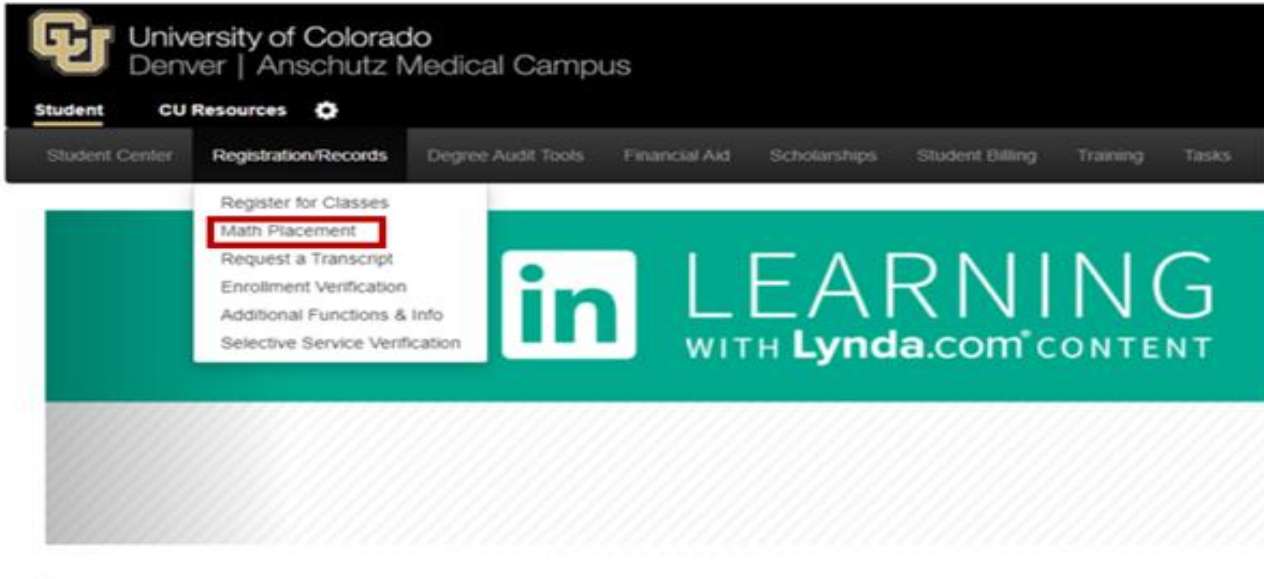 CU
University of Colorado
Denver | Anschutz Medical Campus
Student CU Resources
Student Center Registration/Records Degree Audit Tools Financial Aid Scholarships Student Billing Training Tasks
Register for Classes
Math Placement
Request a Transcript
Enrollment Verification
Additional Functions & Info
Selective Service Verification
in LEARNING
WITH Lynda.com® CONTENT